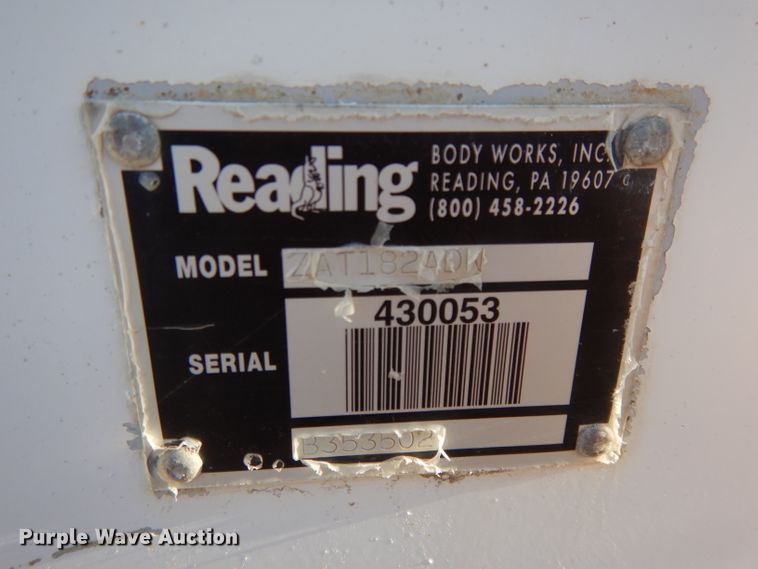 Reading
BODY WORKS, INC.
READING, PA 19607
(800) 458-2226
MODEL
SERIAL 430053
B353502
Purple Wave Auction